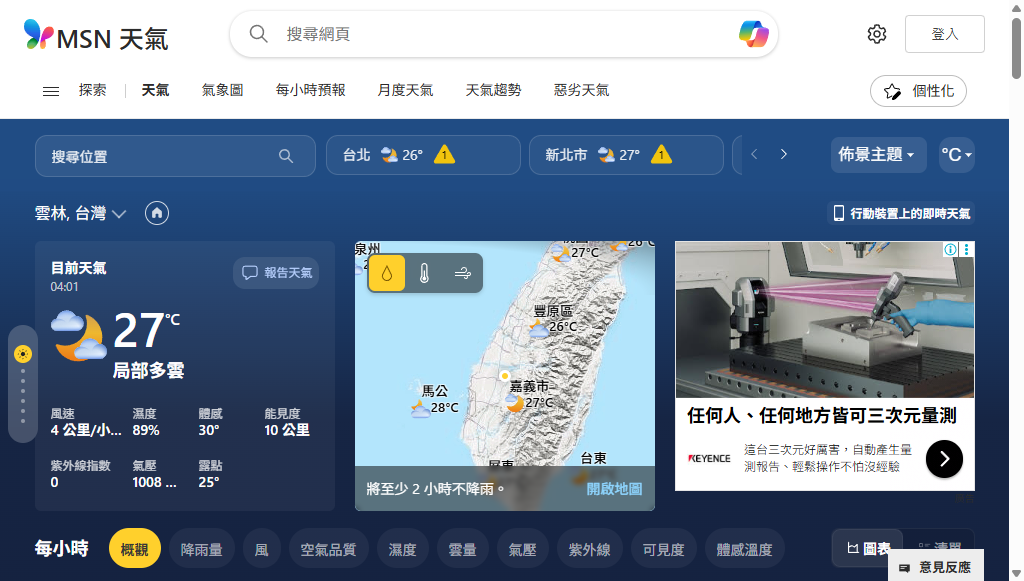 MSN 天氣
搜尋網頁
登入
探索
天氣
氣象圖
每小時預報
月度天氣
天氣趨勢
惡劣天氣
個性化
搜尋位置
台北 26° 1
新北市 27° 1
佈景主題
°C
雲林, 台灣
行動裝置上的即時天氣
目前天氣
04:01
報告天氣
27°C
局部多雲
風速 濕度 體感 能見度
4 公里/小... 89% 30° 10 公里
紫外線指數 氣壓 露點
0 1008 ... 25°
泉州
27°C
豐原區
26°C
馬公
28°C
嘉義市
27°C
屏東
台東
將至少 2 小時不降雨。
開啟地圖
任何人、任何地方皆可三次元量測
KEYENCE
這台三次元好厲害，自動產生量
測報告、輕鬆操作不怕沒經驗
每小時
概觀
降雨量
風
空氣品質
濕度
雲量
氣壓
紫外線
可見度
體感溫度
圖表
清單
意見反應